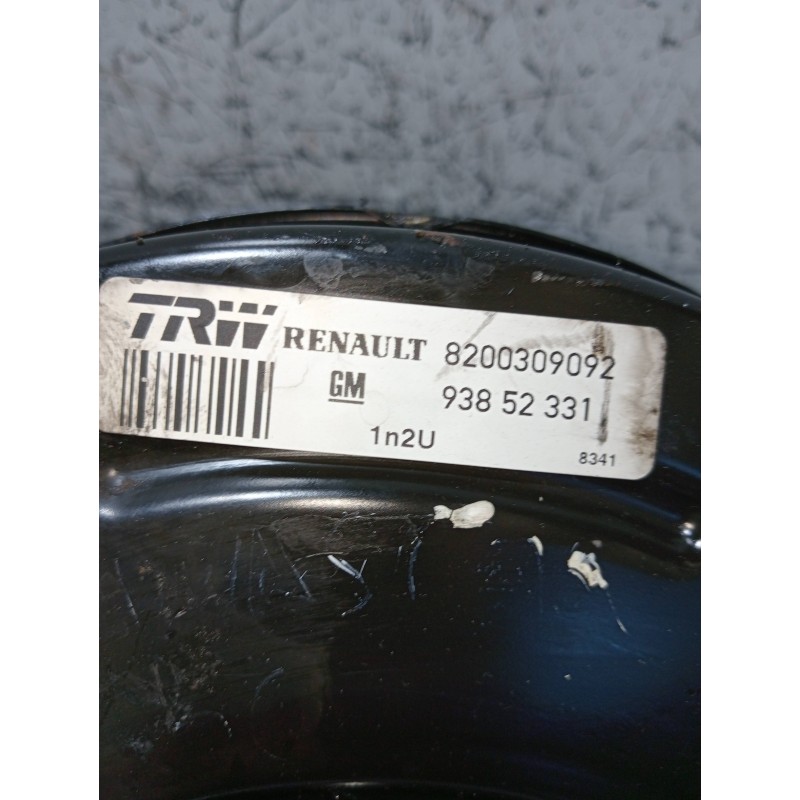 TRW RENAULT 8200309092
GM 938 52 331
1n2U
8341